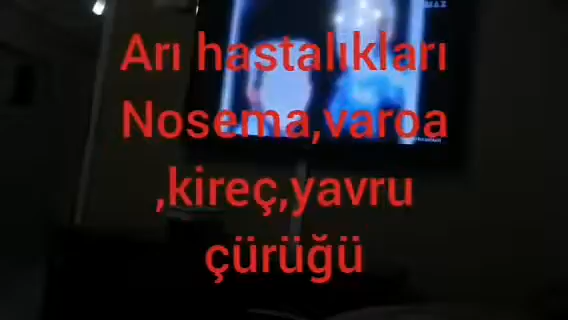 Arı hastalıkları
Nosema,varoa
,kireç,yavru
çürüğü